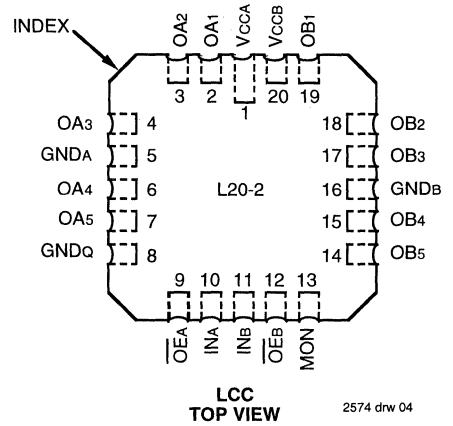 INDEX
OA2 OA1 VCCA VCCB OB1
3 2 1 20 19
OA3 4 18 OB2
GNDA 5 17 OB3
OA4 6 L20-2 16 GNDB
OA5 7 15 OB4
GNDQ 8 14 OB5
9 10 11 12 13
O̅E̅A̅ INA INB O̅E̅B̅ MON
LCC
TOP VIEW
2574 drw 04